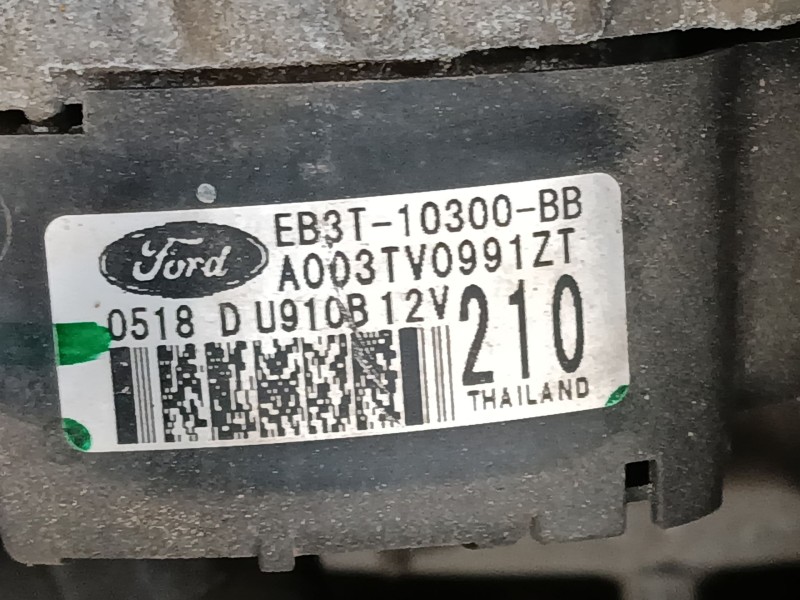 Ford
EB3T-10300-BB
A003TV0991ZT
0518 D U910B 12V
210
THAILAND